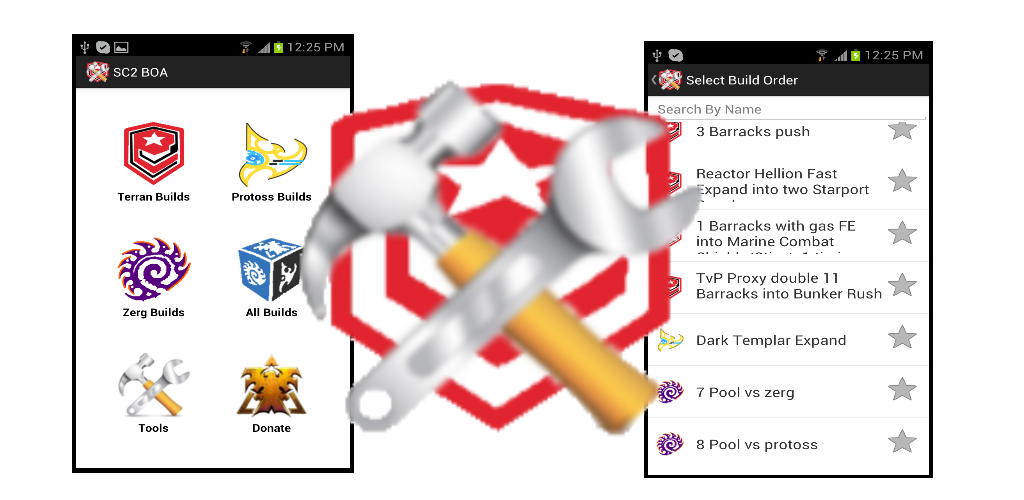 12:25 PM
SC2 BOA
Terran Builds
Protoss Builds
Zerg Builds
All Builds
Tools
Donate
12:25 PM
Select Build Order
Search By Name
3 Barracks push
Reactor Hellion Fast
Expand into two Starport
1 Barracks with gas FE
into Marine Combat
TvP Proxy double 11
Barracks into Bunker Rush
Dark Templar Expand
7 Pool vs zerg
8 Pool vs protoss